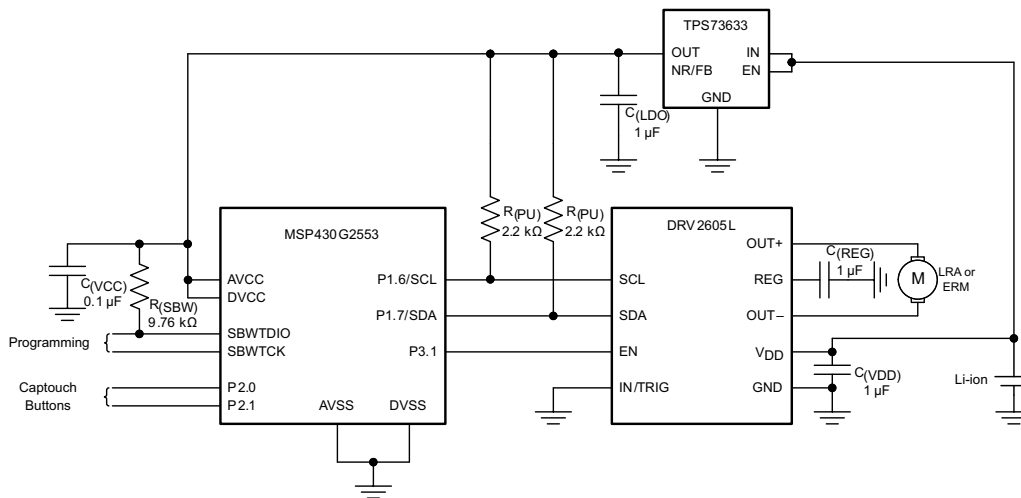 TPS73633
OUT
IN
NR/FB
EN
GND
C(LDO)
1 µF
R(PU)
2.2 kΩ
R(PU)
2.2 kΩ
MSP430G2553
DRV2605L
AVCC
DVCC
SBWTDIO
SBWTCK
P2.0
P2.1
P1.6/SCL
P1.7/SDA
P3.1
AVSS
DVSS
C(VCC)
0.1 µF
R(SBW)
9.76 kΩ
Programming
Captouch
Buttons
SCL
SDA
EN
IN/TRIG
OUT+
REG
OUT–
VDD
GND
C(REG)
1 µF
M
LRA or
ERM
C(VDD)
1 µF
Li-ion